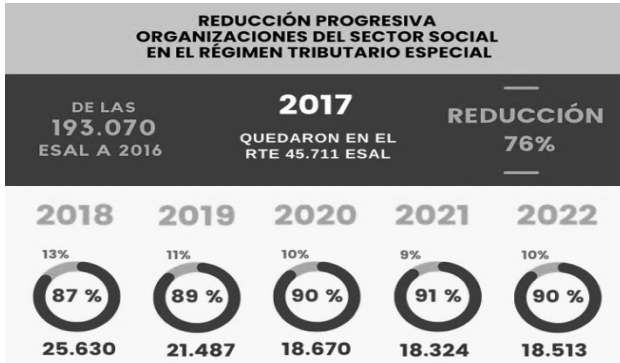 REDUCCIÓN PROGRESIVA
ORGANIZACIONES DEL SECTOR SOCIAL
EN EL RÉGIMEN TRIBUTARIO ESPECIAL
DE LAS
193.070
ESAL A 2016
2017
QUEDARON EN EL
RTE 45.711 ESAL
REDUCCIÓN
76%
2018 2019 2020 2021 2022
13% 11% 10% 9% 10%
87 % 89 % 90 % 91 % 90 %
25.630 21.487 18.670 18.324 18.513